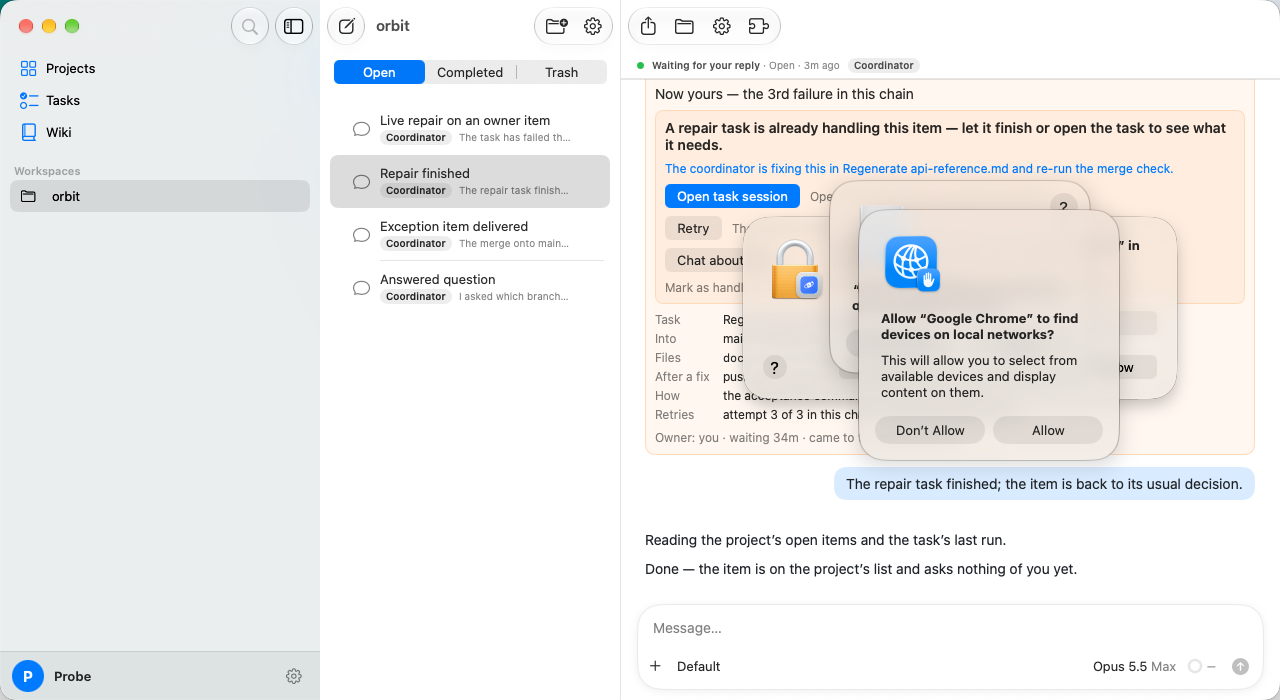 orbit
Projects
Tasks
Wiki
Workspaces
orbit
Open
Completed
Trash
Live repair on an owner item
Coordinator The task has failed th…
Repair finished
Coordinator The repair task finish…
Exception item delivered
Coordinator The merge onto main…
Answered question
Coordinator I asked which branch…
Waiting for your reply · Open · 3m ago Coordinator
Now yours — the 3rd failure in this chain
A repair task is already handling this item — let it finish or open the task to see what
it needs.
The coordinator is fixing this in Regenerate api-reference.md and re-run the merge check.
Open task session
Retry
Chat about
Mark as
Task
Into
Files
After a fix
How the
Retries attempt 3 of 3 in this
Owner: you · waiting 34m · came to
?
?
” in
Allow “Google Chrome” to find
devices on local networks?
This will allow you to select from
available devices and display
content on them.
Don’t Allow
Allow
The repair task finished; the item is back to its usual decision.
Reading the project’s open items and the task’s last run.
Done — the item is on the project’s list and asks nothing of you yet.
Message…
+ Default
Opus 5.5 Max –
P Probe